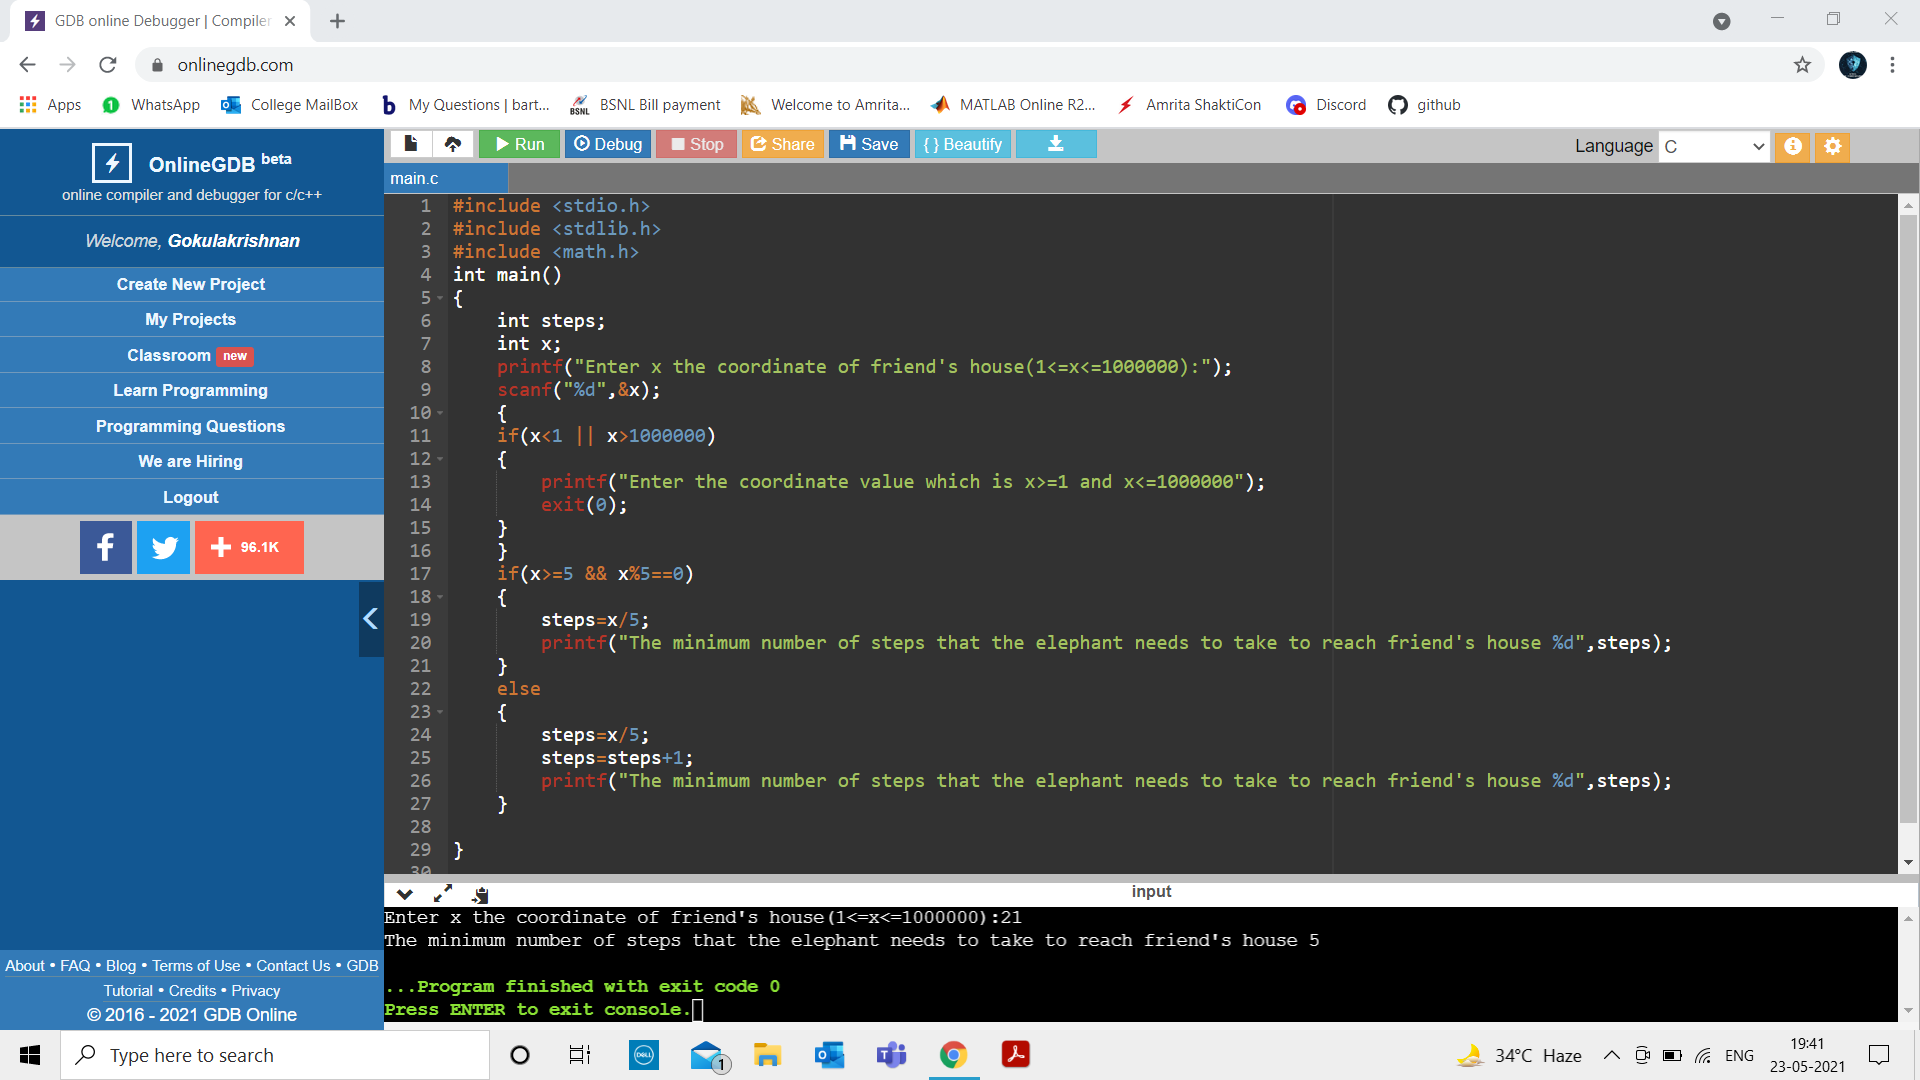 GDB online Debugger | Compiler
onlinegdb.com
Apps WhatsApp College MailBox My Questions | bart... BSNL BSNL Bill payment Welcome to Amrita... MATLAB Online R2... Amrita ShaktiCon Discord github
OnlineGDB beta
online compiler and debugger for c/c++
Welcome, Gokulakrishnan
Create New Project
My Projects
Classroom new
Learn Programming
Programming Questions
We are Hiring
Logout
f 96.1K
About • FAQ • Blog • Terms of Use • Contact Us • GDB
Tutorial • Credits • Privacy
© 2016 - 2021 GDB Online
Run Debug Stop Share Save { } Beautify Language C
main.c
1 #include <stdio.h>
2 #include <stdlib.h>
3 #include <math.h>
4 int main()
5 {
6 int steps;
7 int x;
8 printf("Enter x the coordinate of friend's house(1<=x<=1000000):");
9 scanf("%d",&x);
10 {
11 if(x<1 || x>1000000)
12 {
13 printf("Enter the coordinate value which is x>=1 and x<=1000000");
14 exit(0);
15 }
16 }
17 if(x>=5 && x%5==0)
18 {
19 steps=x/5;
20 printf("The minimum number of steps that the elephant needs to take to reach friend's house %d",steps);
21 }
22 else
23 {
24 steps=x/5;
25 steps=steps+1;
26 printf("The minimum number of steps that the elephant needs to take to reach friend's house %d",steps);
27 }
28
29 }
30
input
Enter x the coordinate of friend's house(1<=x<=1000000):21
The minimum number of steps that the elephant needs to take to reach friend's house 5
...Program finished with exit code 0
Press ENTER to exit console.
Type here to search DELL 1 34°C Haze ENG 19:41
23-05-2021